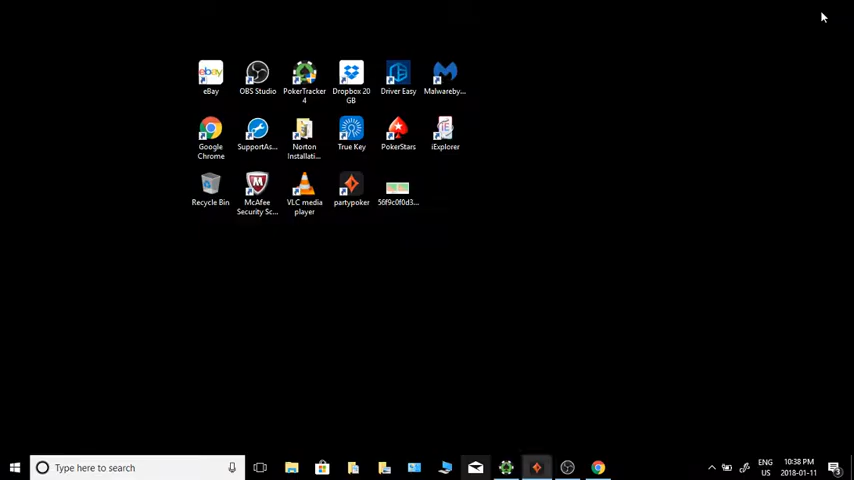 ebay
eBay
OBS Studio
PokerTracker
4
Dropbox 20
GB
Driver Easy
Malwareby...
Google
Chrome
SupportAs...
Norton
Installati...
True Key
PokerStars
iExplorer
Recycle Bin
McAfee
Security Sc...
VLC media
player
partypoker
56f9c0f0d3...
Type here to search
ENG
US
10:38 PM
2018-01-11
3